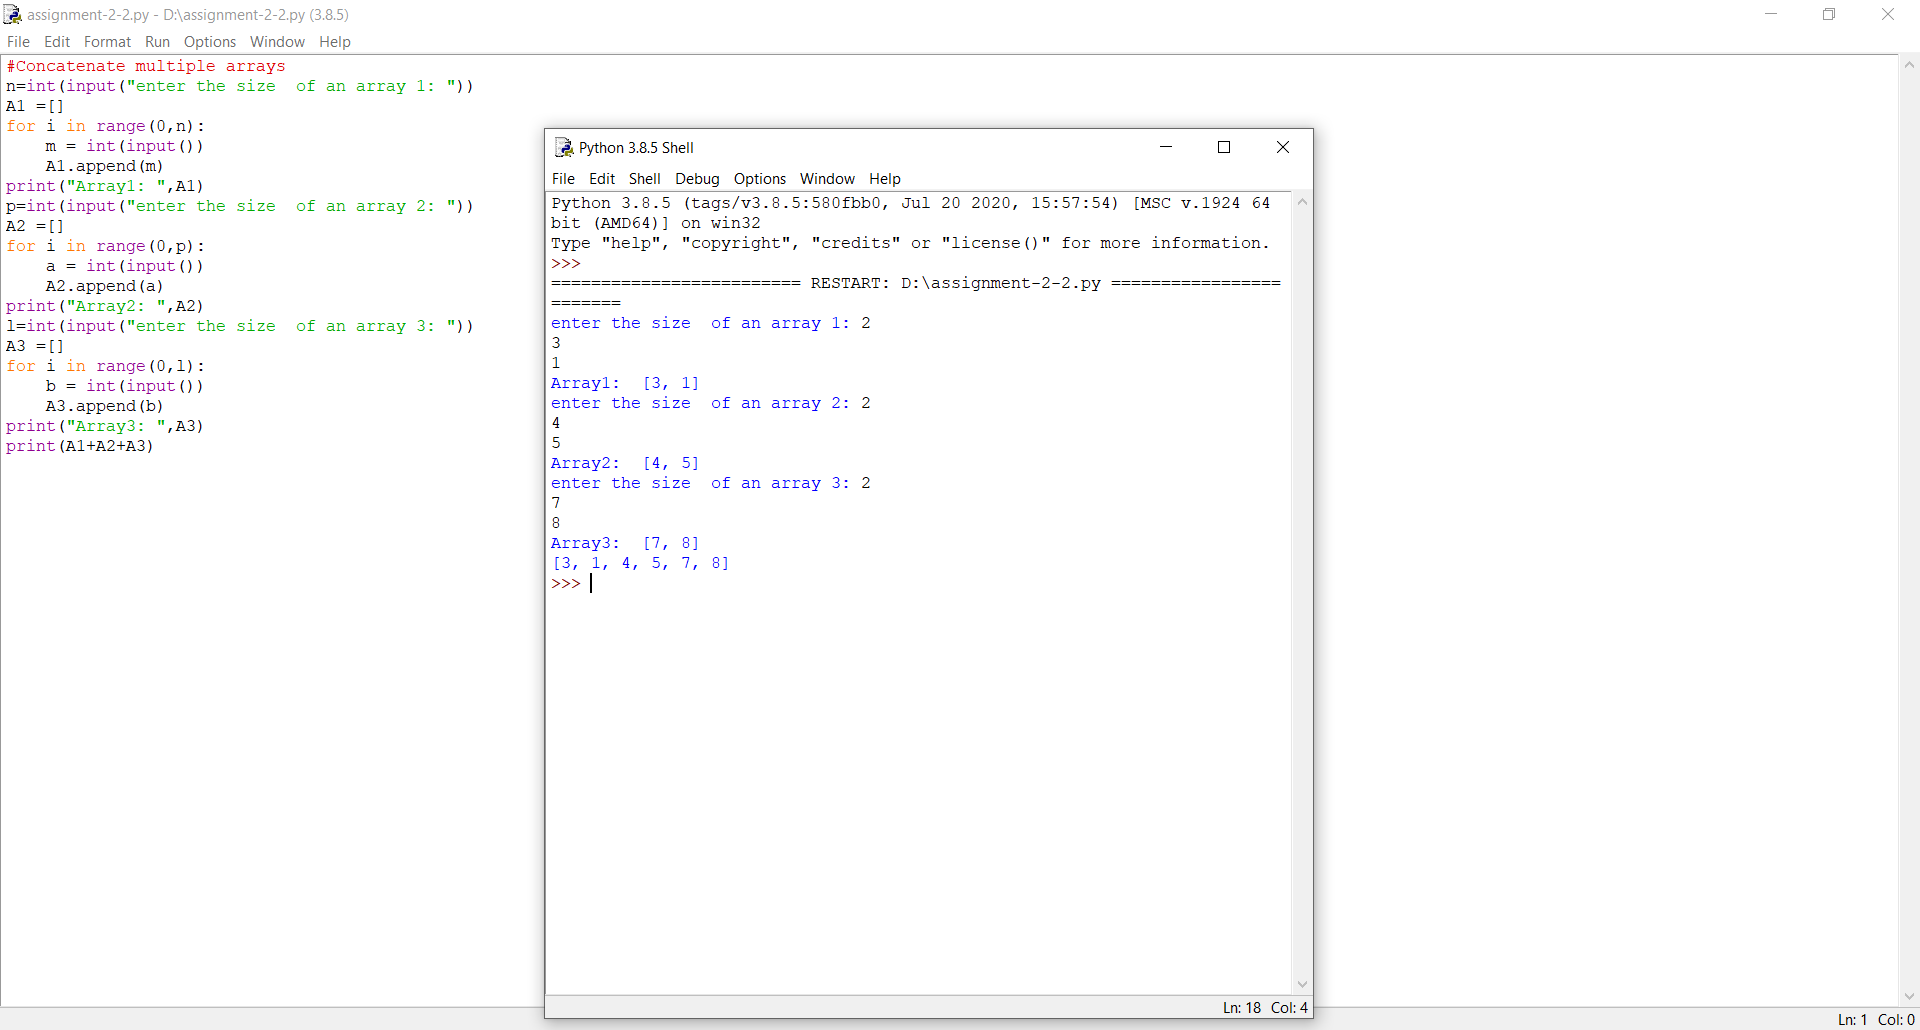 assignment-2-2.py - D:\assignment-2-2.py (3.8.5)
File Edit Format Run Options Window Help
#Concatenate multiple arrays
n=int(input("enter the size  of an array 1: "))
A1 =[]
for i in range(0,n):
    m = int(input())
    A1.append(m)
print("Array1: ",A1)
p=int(input("enter the size  of an array 2: "))
A2 =[]
for i in range(0,p):
    a = int(input())
    A2.append(a)
print("Array2: ",A2)
l=int(input("enter the size  of an array 3: "))
A3 =[]
for i in range(0,l):
    b = int(input())
    A3.append(b)
print("Array3: ",A3)
print(A1+A2+A3)
Python 3.8.5 Shell
File Edit Shell Debug Options Window Help
Python 3.8.5 (tags/v3.8.5:580fbb0, Jul 20 2020, 15:57:54) [MSC v.1924 64
bit (AMD64)] on win32
Type "help", "copyright", "credits" or "license()" for more information.
>>>
========================= RESTART: D:\assignment-2-2.py =================
=======
enter the size  of an array 1: 2
3
1
Array1:  [3, 1]
enter the size  of an array 2: 2
4
5
Array2:  [4, 5]
enter the size  of an array 3: 2
7
8
Array3:  [7, 8]
[3, 1, 4, 5, 7, 8]
>>>
Ln: 18 Col: 4
Ln: 1 Col: 0